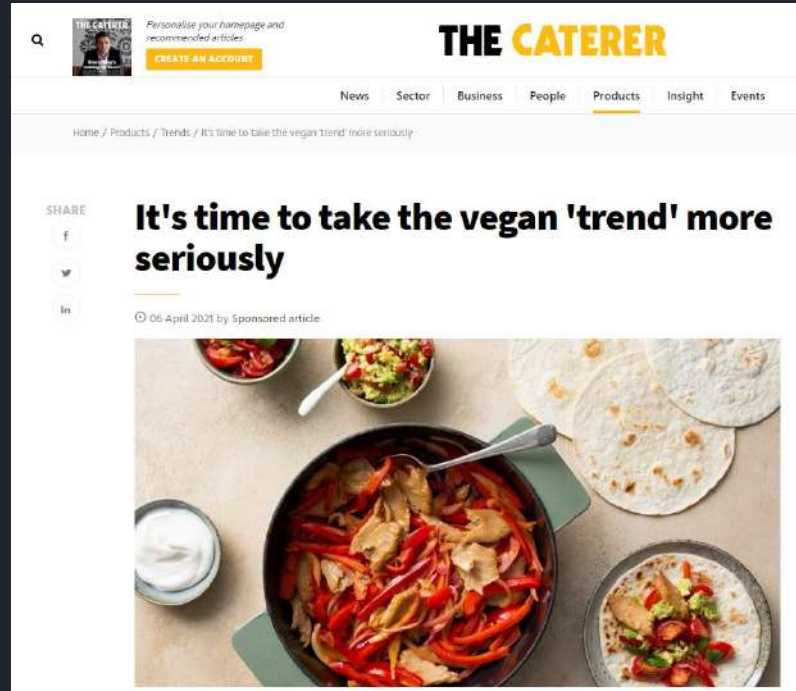 THE CATERER
Personalise your homepage and
recommended articles
CREATE AN ACCOUNT
THE CATERER
News Sector Business People Products Insight Events
Home / Products / Trends / It's time to take the vegan 'trend' more seriously
SHARE
f
in
It's time to take the vegan 'trend' more
seriously
06 April 2021 by Sponsored article